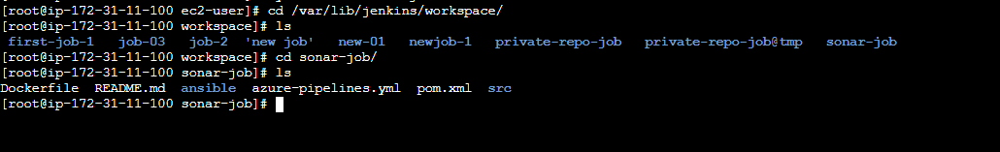 [root@ip-172-31-11-100 ec2-user]# cd /var/lib/jenkins/workspace/
[root@ip-172-31-11-100 workspace]# ls
first-job-1  job-03  job-2  'new job'  new-01  newjob-1  private-repo-job  private-repo-job@tmp  sonar-job
[root@ip-172-31-11-100 workspace]# cd sonar-job/
[root@ip-172-31-11-100 sonar-job]# ls
Dockerfile  README.md  ansible  azure-pipelines.yml  pom.xml  src
[root@ip-172-31-11-100 sonar-job]#